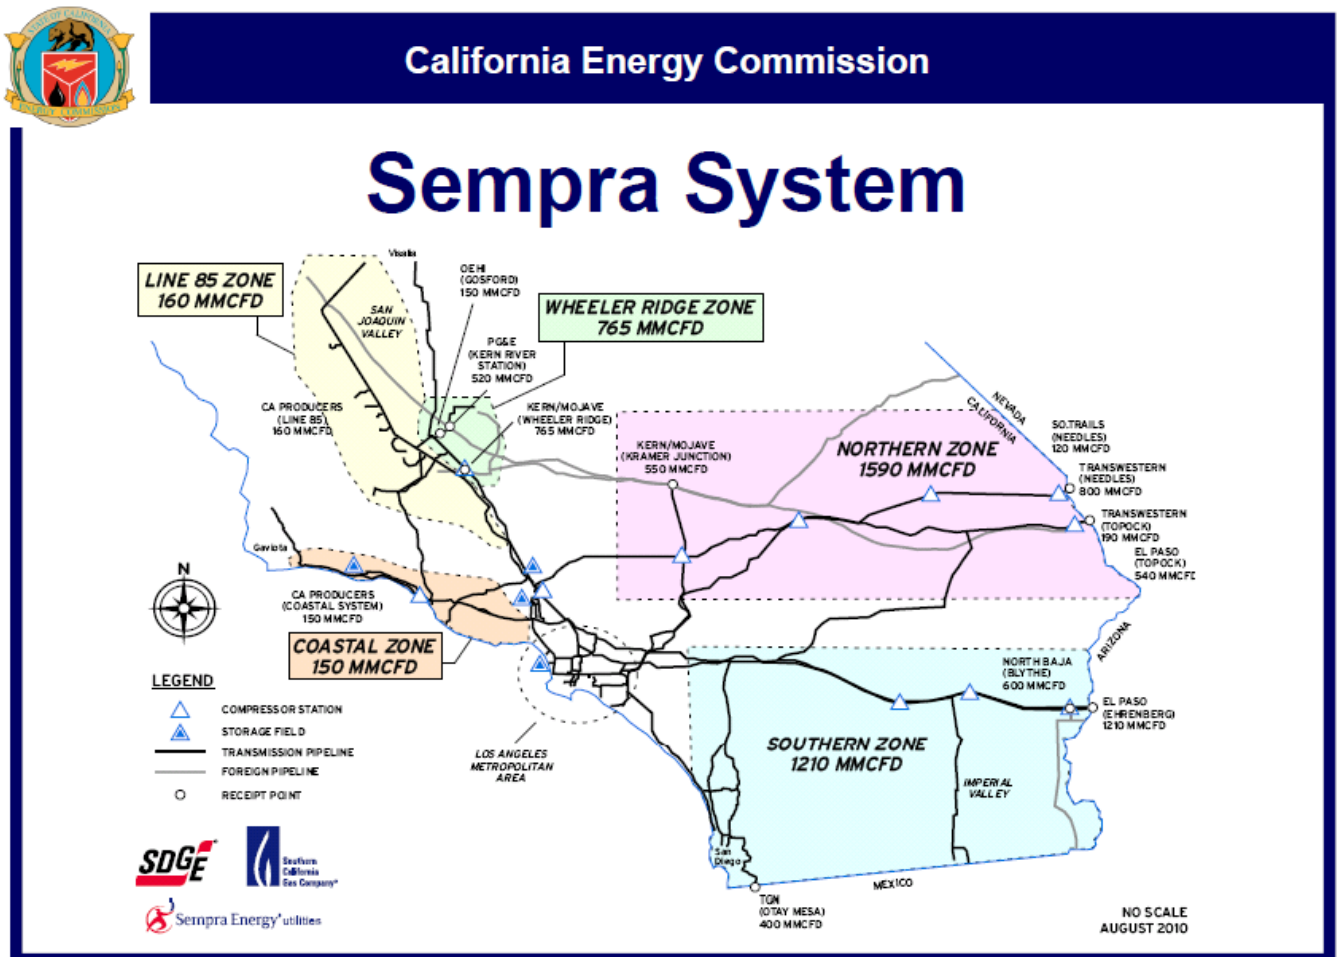 STATE OF CALIFORNIA
ENERGY COMMISSION
California Energy Commission
Sempra System
Visalia
LINE 85 ZONE
160 MMCFD
SAN
JOAQUIN
VALLEY
OEHI
(GOSFORD)
150 MMCFD
WHEELER RIDGE ZONE
765 MMCFD
PG&E
(KERN RIVER
STATION)
520 MMCFD
CA PRODUCERS
(LINE 85)
160 MMCFD
KERN/MOJAVE
(WHEELER RIDGE)
765 MMCFD
KERN/MOJAVE
(KRAMER JUNCTION)
550 MMCFD
NORTHERN ZONE
1590 MMCFD
NEVADA
CALIFORNIA
SO.TRAILS
(NEEDLES)
120 MMCFD
TRANSWESTERN
(NEEDLES)
800 MMCFD
TRANSWESTERN
(TOPOCK)
190 MMCFD
EL PASO
(TOPOCK)
540 MMCFD
Gaviota
N
CA PRODUCERS
(COASTAL SYSTEM)
150 MMCFD
COASTAL ZONE
150 MMCFD
ARIZONA
NORTH BAJA
(BLYTHE)
600 MMCFD
EL PASO
(EHRENBERG)
1210 MMCFD
LEGEND
COMPRESSOR STATION
STORAGE FIELD
TRANSMISSION PIPELINE
FOREIGN PIPELINE
RECEIPT POINT
LOS ANGELES
METROPOLITAN
AREA
SOUTHERN ZONE
1210 MMCFD
IMPERIAL
VALLEY
San
Diego
MEXICO
TGN
(OTAY MESA)
400 MMCFD
SDGE
Southern
California
Gas Company®
Sempra Energy® utilities
NO SCALE
AUGUST 2010